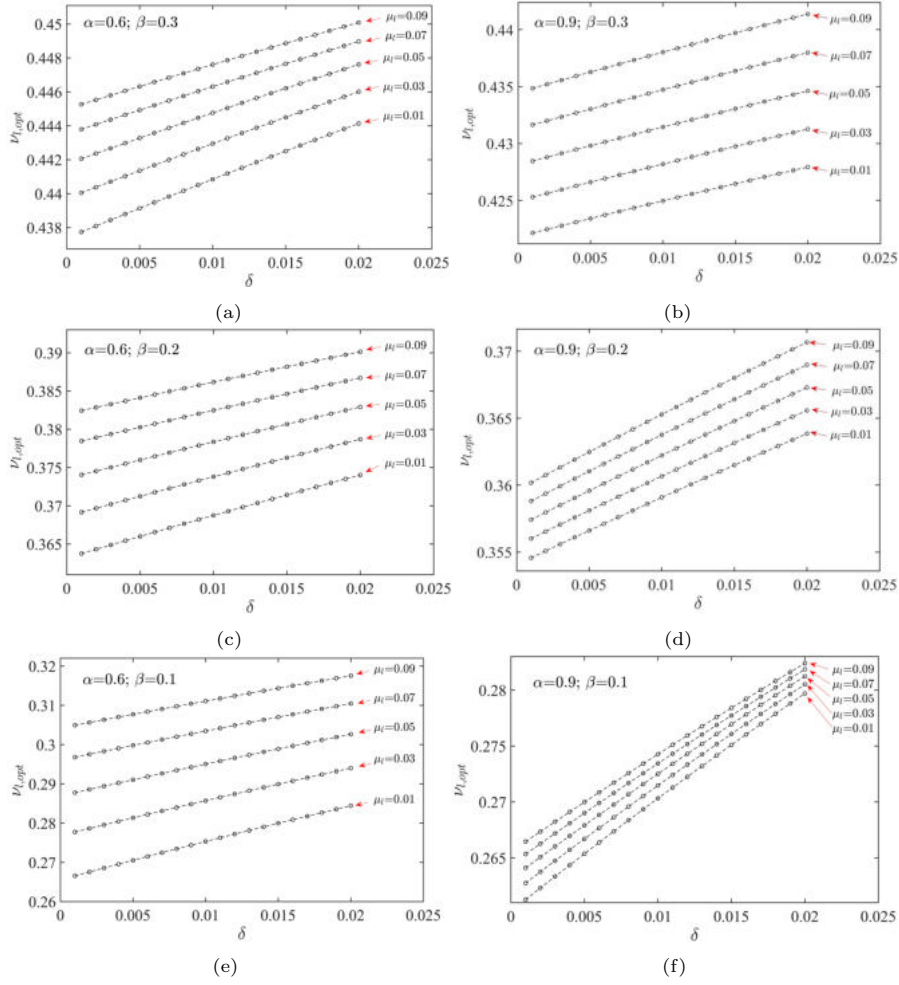 α=0.6; β=0.3
0.45
0.448
0.446
0.444
0.442
0.44
0.438
ν_{l,opt}
μ_l=0.09
μ_l=0.07
μ_l=0.05
μ_l=0.03
μ_l=0.01
0 0.005 0.01 0.015 0.02 0.025
δ
(a)
α=0.9; β=0.3
0.44
0.435
0.43
0.425
ν_{l,opt}
μ_l=0.09
μ_l=0.07
μ_l=0.05
μ_l=0.03
μ_l=0.01
0 0.005 0.01 0.015 0.02 0.025
δ
(b)
α=0.6; β=0.2
0.39
0.385
0.38
0.375
0.37
0.365
ν_{l,opt}
μ_l=0.09
μ_l=0.07
μ_l=0.05
μ_l=0.03
μ_l=0.01
0 0.005 0.01 0.015 0.02 0.025
δ
(c)
α=0.9; β=0.2
0.37
0.365
0.36
0.355
ν_{l,opt}
μ_l=0.09
μ_l=0.07
μ_l=0.05
μ_l=0.03
μ_l=0.01
0 0.005 0.01 0.015 0.02 0.025
δ
(d)
α=0.6; β=0.1
0.32
0.31
0.3
0.29
0.28
0.27
0.26
ν_{l,opt}
μ_l=0.09
μ_l=0.07
μ_l=0.05
μ_l=0.03
μ_l=0.01
0 0.005 0.01 0.015 0.02 0.025
δ
(e)
α=0.9; β=0.1
0.28
0.275
0.27
0.265
ν_{l,opt}
μ_l=0.09
μ_l=0.07
μ_l=0.05
μ_l=0.03
μ_l=0.01
0 0.005 0.01 0.015 0.02 0.025
δ
(f)